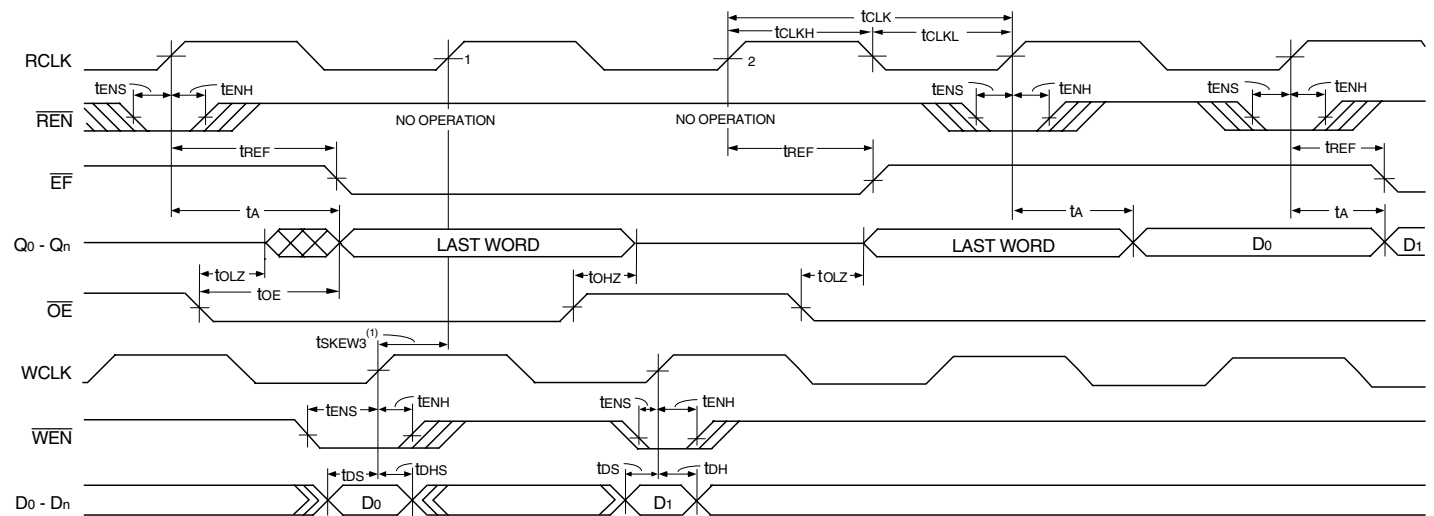 tCLK
tCLKH tCLKL
RCLK 1 2
tENS tENH tENS tENH tENS tENH
REN NO OPERATION NO OPERATION
tREF tREF tREF
EF
tA tA tA
Q0 - Qn LAST WORD LAST WORD D0 D1
tOLZ tOHZ tOLZ
tOE
OE
tSKEW3(1)
WCLK
tENS tENH tENS tENH
WEN
tDS tDHS tDS tDH
D0 - Dn D0 D1